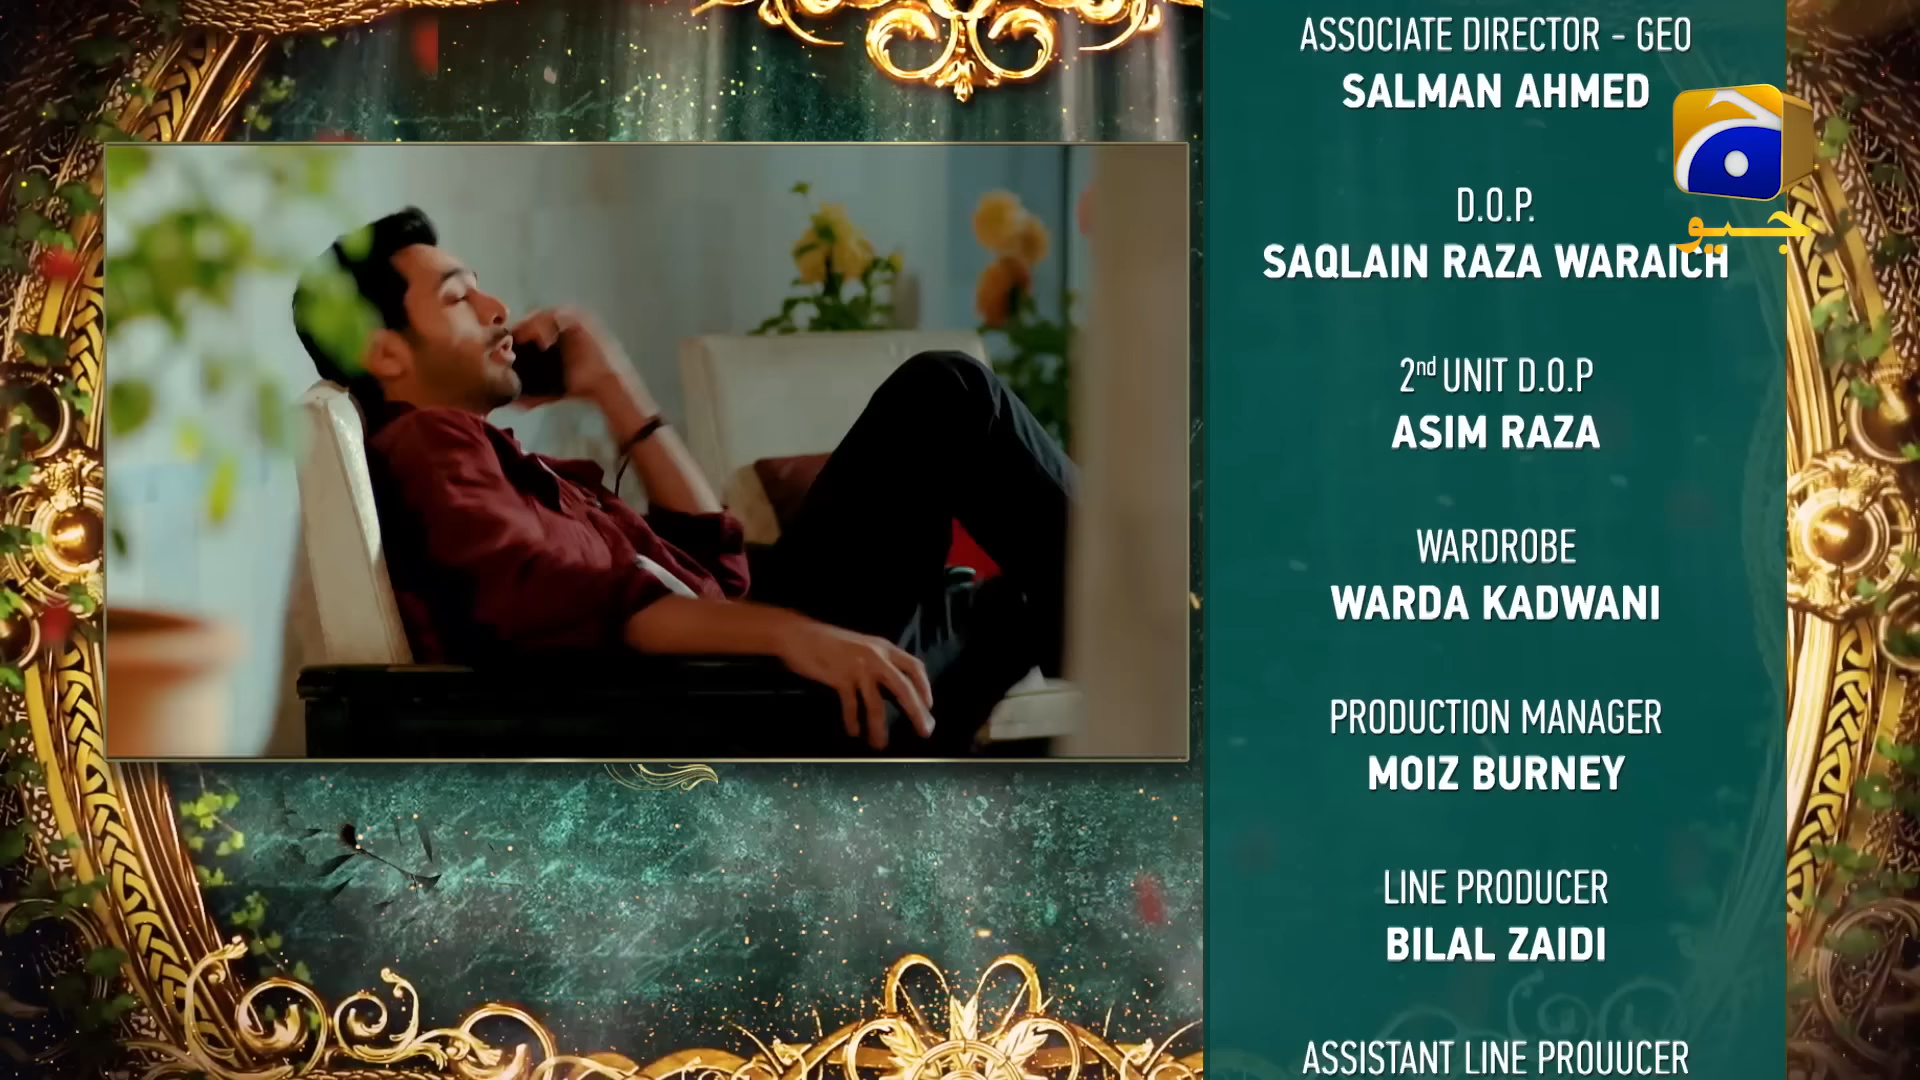 ASSOCIATE DIRECTOR - GEO
SALMAN AHMED
جیو
D.O.P.
SAQLAIN RAZA WARAICH
2nd UNIT D.O.P
ASIM RAZA
WARDROBE
WARDA KADWANI
PRODUCTION MANAGER
MOIZ BURNEY
LINE PRODUCER
BILAL ZAIDI
ASSISTANT LINE PROUUCER